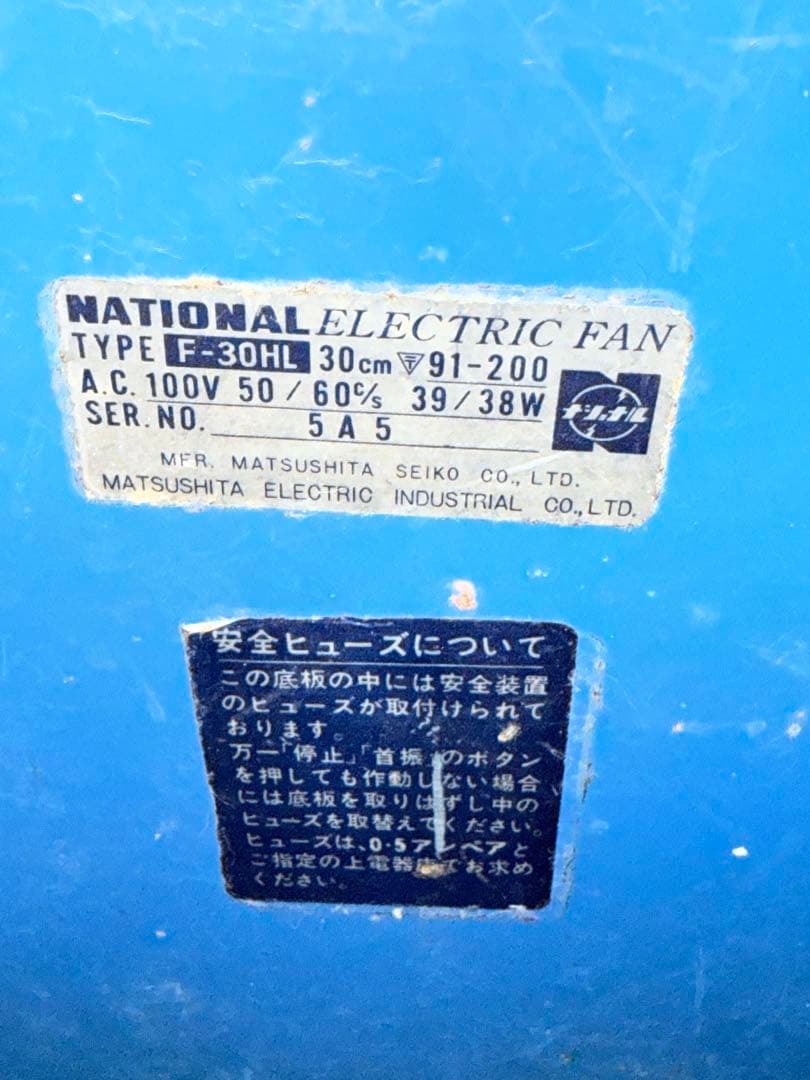 NATIONAL ELECTRIC FAN
TYPE F-30HL 30cm 〒 91-200
A.C. 100V 50/60c/s 39/38W
SER. NO. 5A5
ナショナル
MFR. MATSUSHITA SEIKO CO., LTD.
MATSUSHITA ELECTRIC INDUSTRIAL CO., LTD.
安全ヒューズについて
この底板の中には安全装置
のヒューズが取付けられて
おります。
万一「停止」「首振」のボタン
を押しても作動しない場合
には底板を取りはずし中の
ヒューズを取替えてください。
ヒューズは、0·5アンペアと
ご指定の上電器店でお求め
ください。